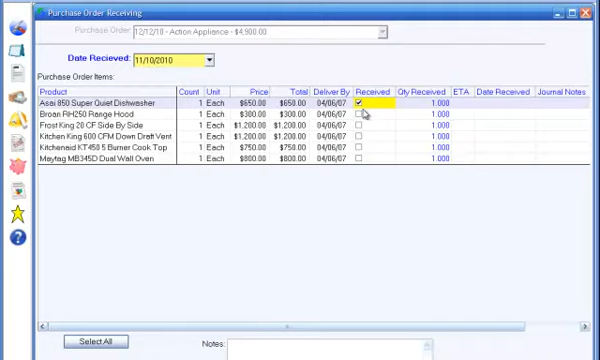 Purchase Order Receiving
Purchase Order: 12/12/10 - Action Appliance - $4,900.00
Date Recieved: 11/10/2010
Purchase Order Items:
Product Count Unit Price Total Deliver By Received Qty Received ETA Date Received Journal Notes
Asai 850 Super Quiet Dishwasher 1 Each $650.00 $650.00 04/06/07 1.000
Broan RH250 Range Hood 1 Each $300.00 $300.00 04/06/07 1.000
Frost King 20 CF Side By Side 1 Each $1,200.00 $1,200.00 04/06/07 1.000
Kitchen King 600 CFM Down Draft Vent 1 Each $1,200.00 $1,200.00 04/06/07 1.000
Kitchenaid KT450 5 Burner Cook Top 1 Each $750.00 $750.00 04/06/07 1.000
Maytag MB345D Dual Wall Oven 1 Each $800.00 $800.00 04/06/07 1.000
Select All Notes: